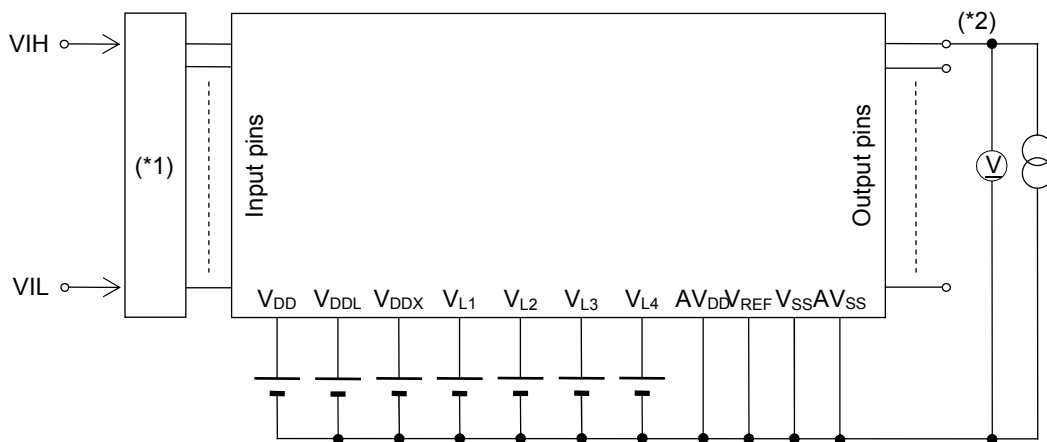 VIH
(*2)
(*1)
Input pins
V
Output pins
VIL
VDD VDDL VDDX VL1 VL2 VL3 VL4 AVDD VREF VSS AVSS